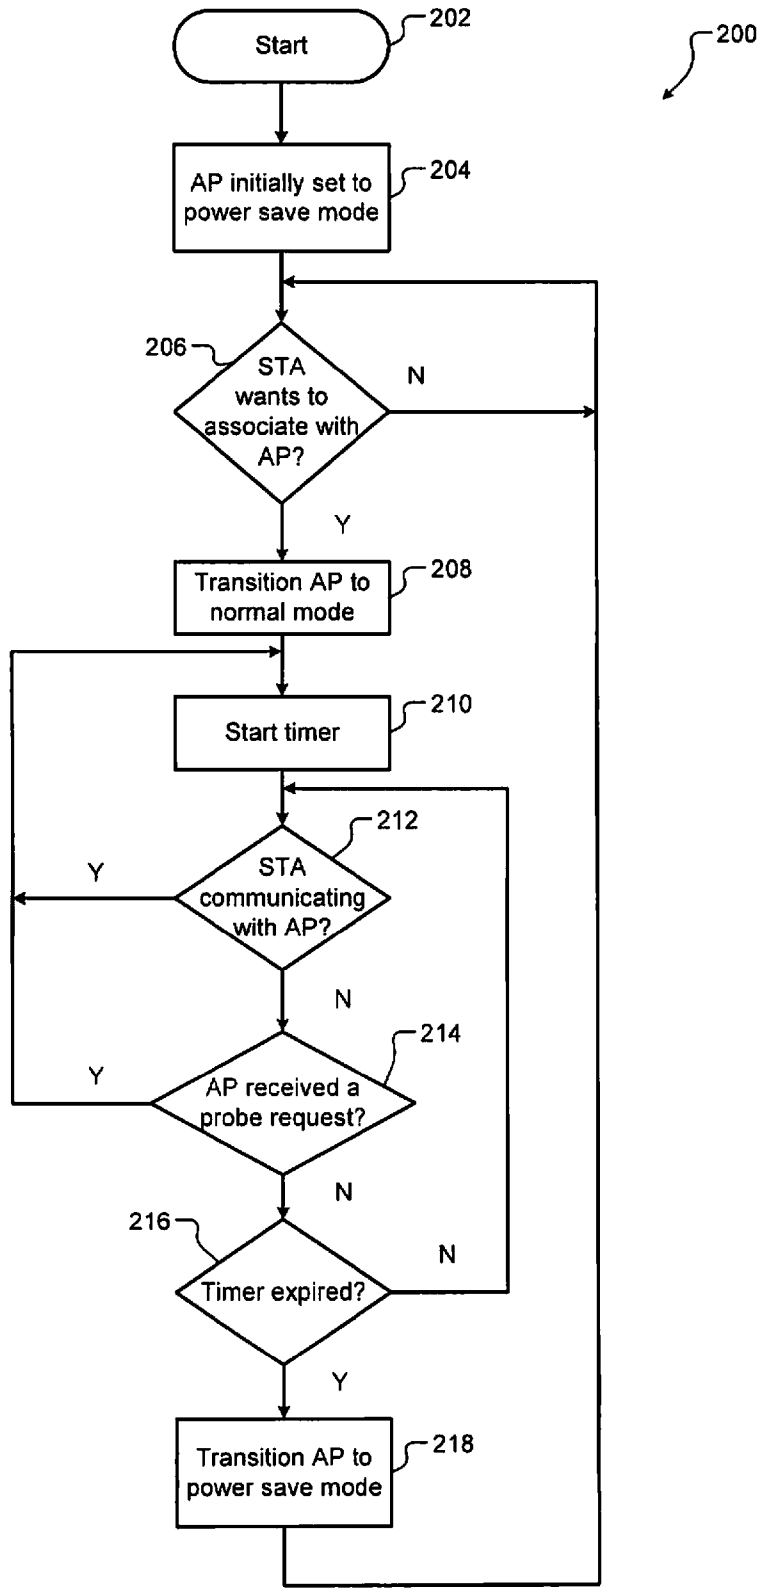 Start
202
200
AP initially set to
power save mode
204
206
STA
wants to
associate with
AP?
N
Y
Transition AP to
normal mode
208
Start timer
210
212
STA
communicating
with AP?
Y
N
214
AP received a
probe request?
Y
N
216
Timer expired?
N
Y
Transition AP to
power save mode
218